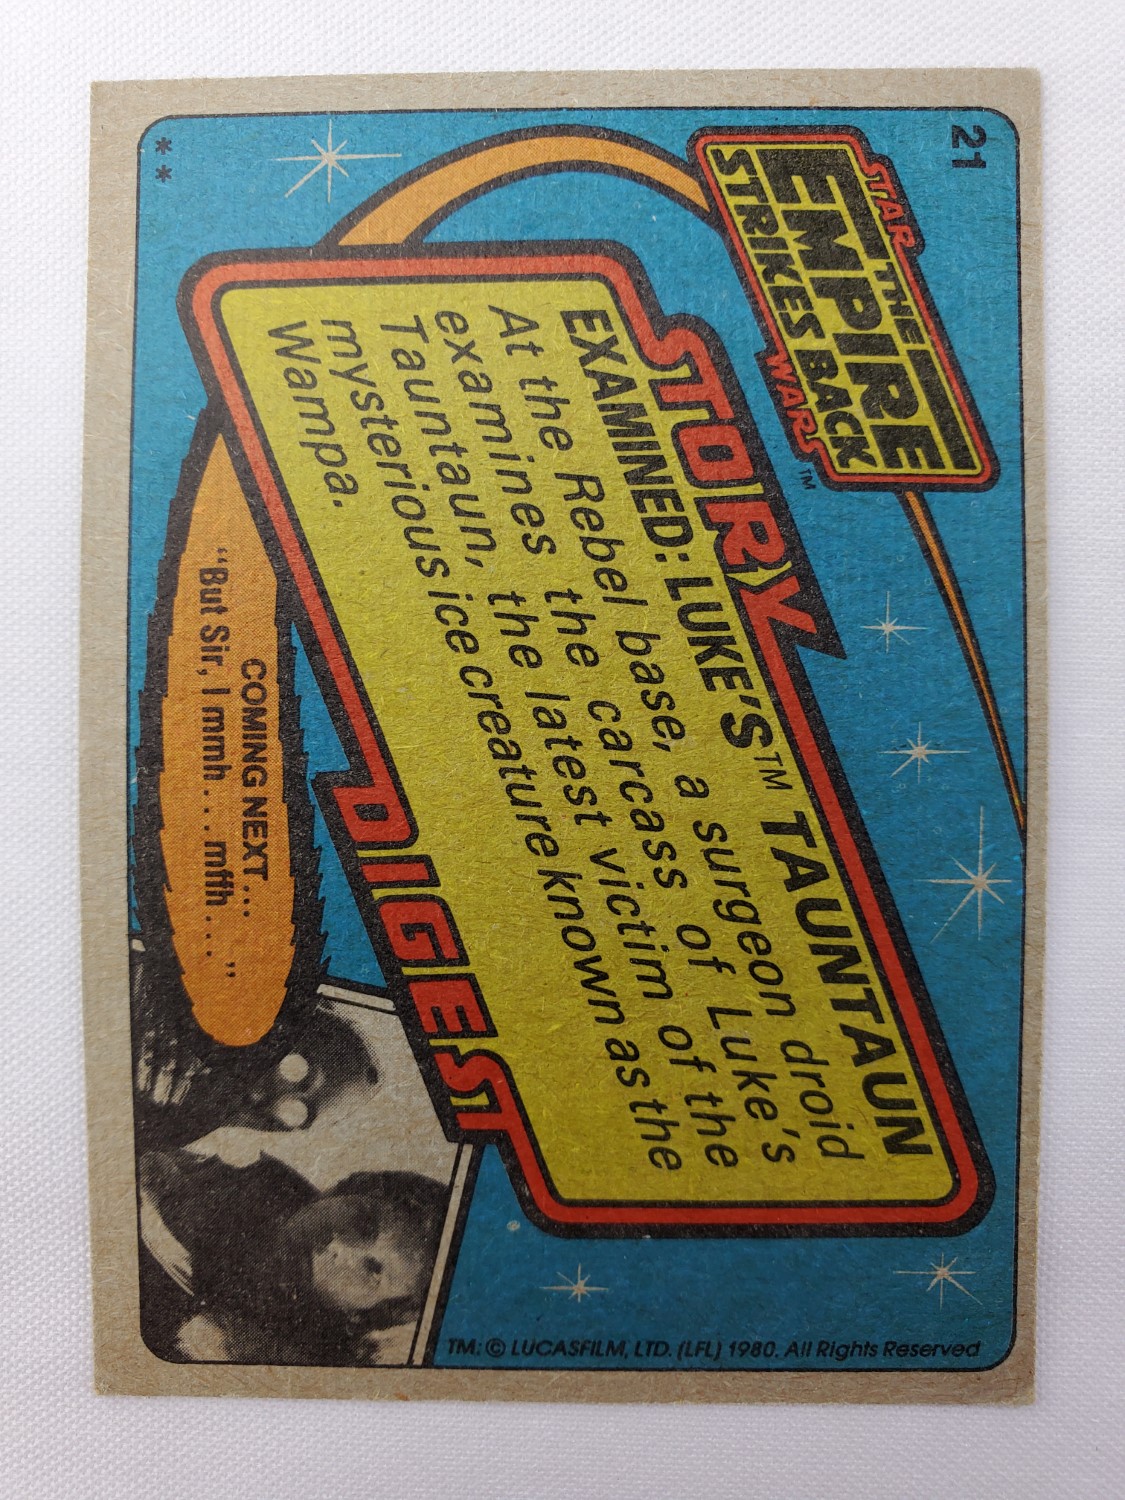 21
STAR
THE
EMPIRE
STRIKES BACK
WARS™
STORY
EXAMINED: LUKE'S™ TAUNTAUN
At the Rebel base, a surgeon droid
examines the carcass of Luke's
Tauntaun, the latest victim of the
mysterious ice creature known as the
Wampa.
DIGEST
COMING NEXT...
"But Sir, I mmh . . . mffh . . . . "
TM: © LUCASFILM, LTD. (LFL) 1980. All Rights Reserved
**